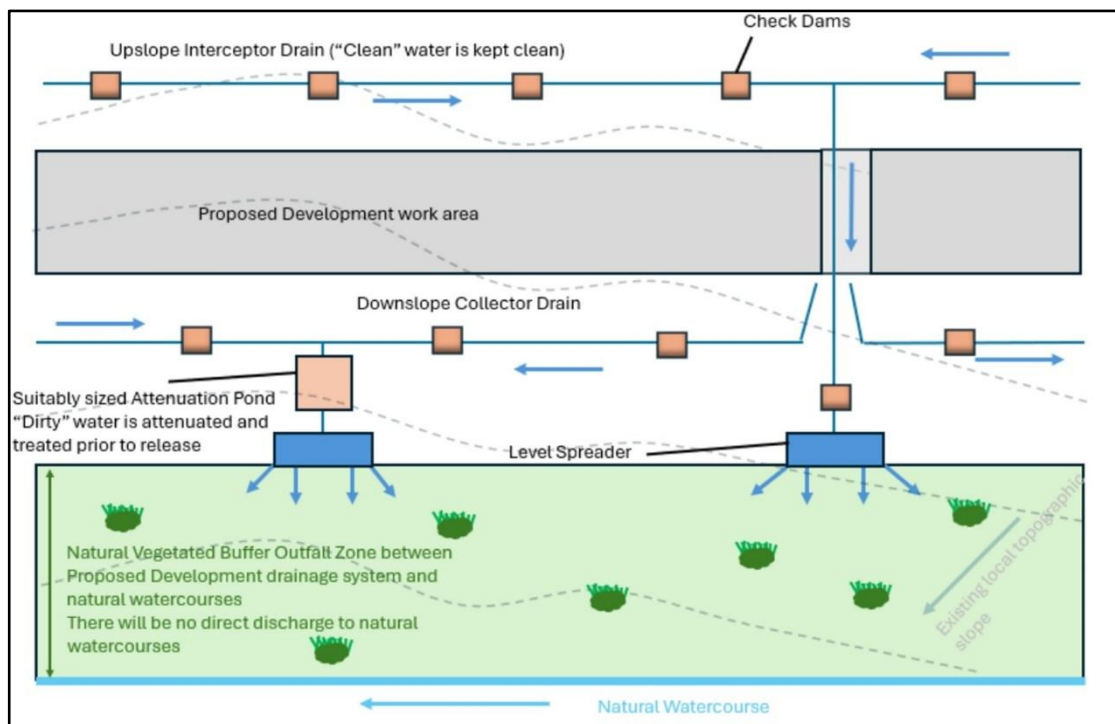 Check Dams
Upslope Interceptor Drain (“Clean” water is kept clean)
Proposed Development work area
Downslope Collector Drain
Suitably sized Attenuation Pond
“Dirty” water is attenuated and
treated prior to release
Level Spreader
Natural Vegetated Buffer Outfall Zone between
Proposed Development drainage system and
natural watercourses
There will be no direct discharge to natural
watercourses
Existing local topographic
slope
Natural Watercourse